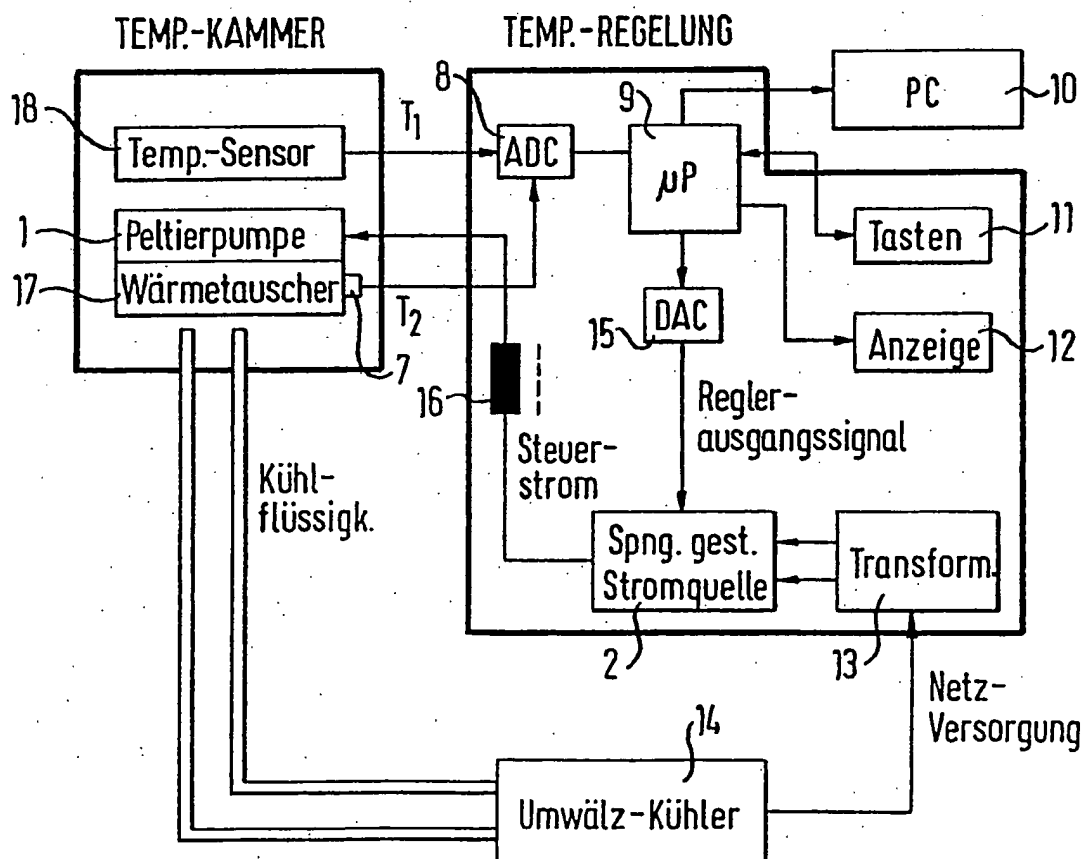 TEMP.-KAMMER
TEMP.-REGELUNG
18
Temp.-Sensor
T1
8
ADC
9
µP
PC
10
1
Peltierpumpe
17
Wärmetauscher
7
T2
Tasten
11
15
DAC
Anzeige
12
16
Regler-
ausgangssignal
Steuer-
strom
Kühl-
flüssigk.
Spng. gest.
Stromquelle
2
Transform.
13
Netz-
Versorgung
14
Umwälz-Kühler